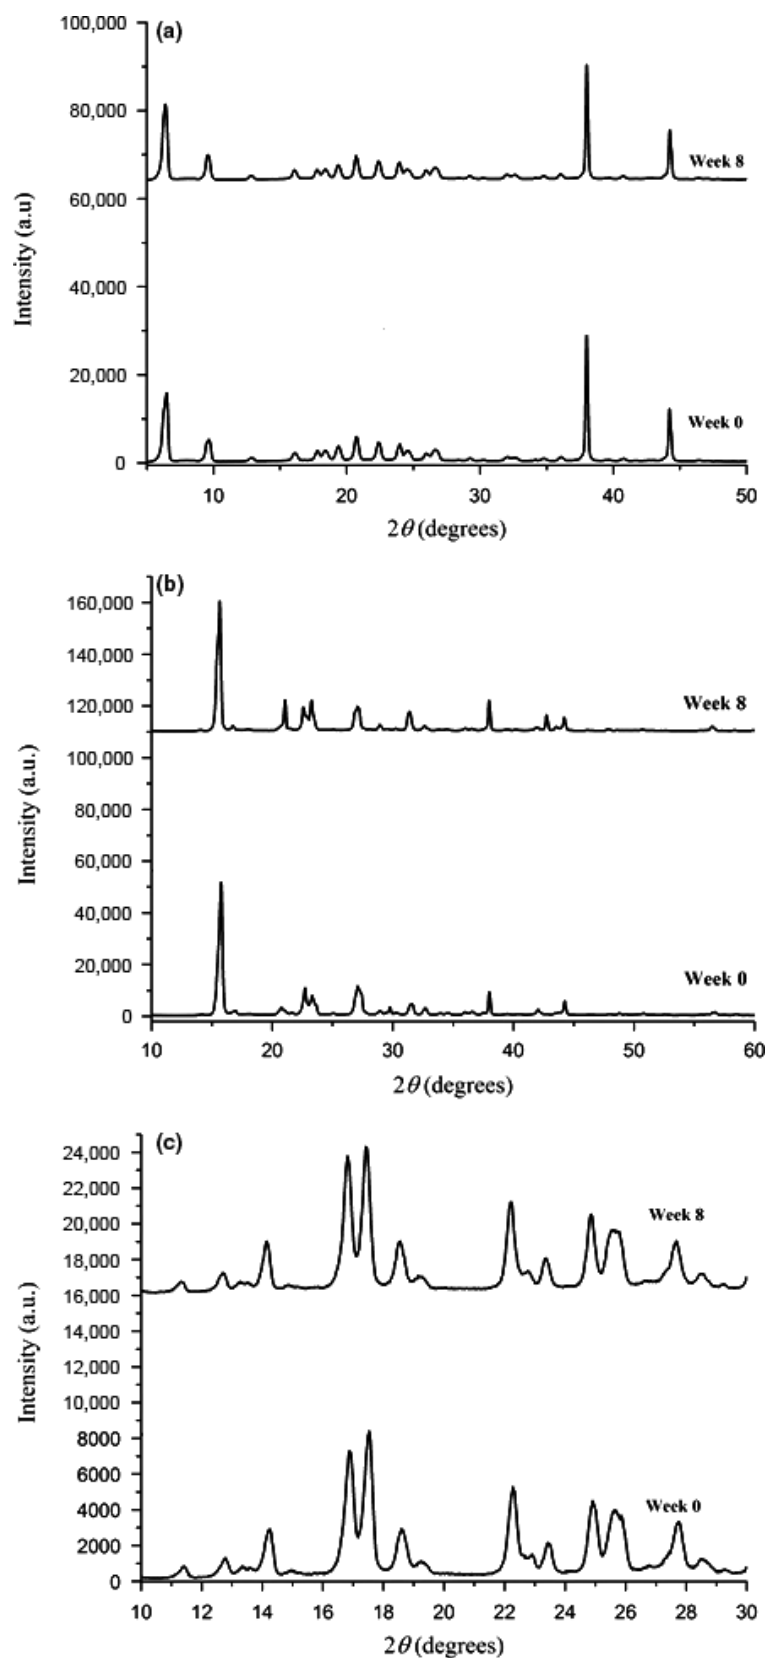 (a)
100,000
80,000
60,000
40,000
20,000
0
Intensity (a.u)
Week 8
Week 0
10 20 30 40 50
2θ (degrees)
(b)
160,000
140,000
120,000
100,000
80,000
60,000
40,000
20,000
0
Intensity (a.u.)
Week 8
Week 0
10 20 30 40 50 60
2θ (degrees)
(c)
24,000
22,000
20,000
18,000
16,000
14,000
12,000
10,000
8000
6000
4000
2000
0
Intensity (a.u.)
Week 8
Week 0
10 12 14 16 18 20 22 24 26 28 30
2θ (degrees)